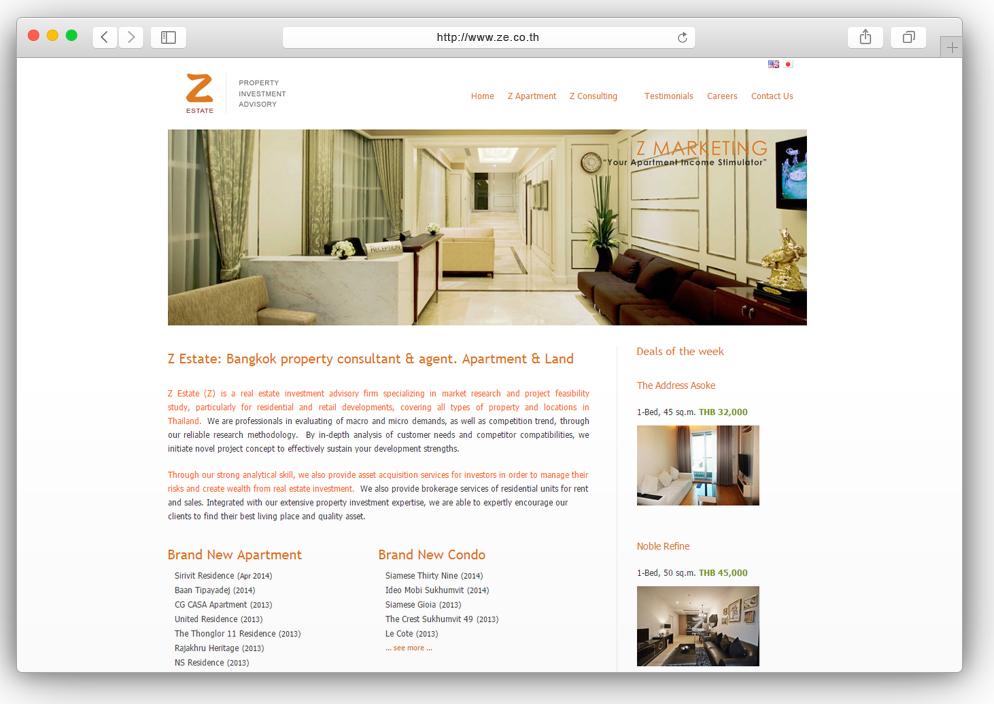 http://www.ze.co.th
Z
ESTATE
PROPERTY
INVESTMENT
ADVISORY
Home Z Apartment Z Consulting Testimonials Careers Contact Us
Z MARKETING
"Your Apartment Income Stimulator"
RECEPTION
Z Estate: Bangkok property consultant & agent. Apartment & Land
Z Estate (Z) is a real estate investment advisory firm specializing in market research and project feasibility
study, particularly for residential and retail developments, covering all types of property and locations in
Thailand. We are professionals in evaluating of macro and micro demands, as well as competition trend, through
our reliable research methodology. By in-depth analysis of customer needs and competitor compatibilities, we
initiate novel project concept to effectively sustain your development strengths.
Through our strong analytical skill, we also provide asset acquisition services for investors in order to manage their
risks and create wealth from real estate investment. We also provide brokerage services of residential units for rent
and sales. Integrated with our extensive property investment expertise, we are able to expertly encourage our
clients to find their best living place and quality asset.
Brand New Apartment
Sirivit Residence (Apr 2014)
Baan Tipayadej (2014)
CG CASA Apartment (2013)
United Residence (2013)
The Thonglor 11 Residence (2013)
Rajakhru Heritage (2013)
NS Residence (2013)
Brand New Condo
Siamese Thirty Nine (2014)
Ideo Mobi Sukhumvit (2014)
Siamese Gioia (2013)
The Crest Sukhumvit 49 (2013)
Le Cote (2013)
... see more ...
Deals of the week
The Address Asoke
1-Bed, 45 sq.m. THB 32,000
Noble Refine
1-Bed, 50 sq.m. THB 45,000